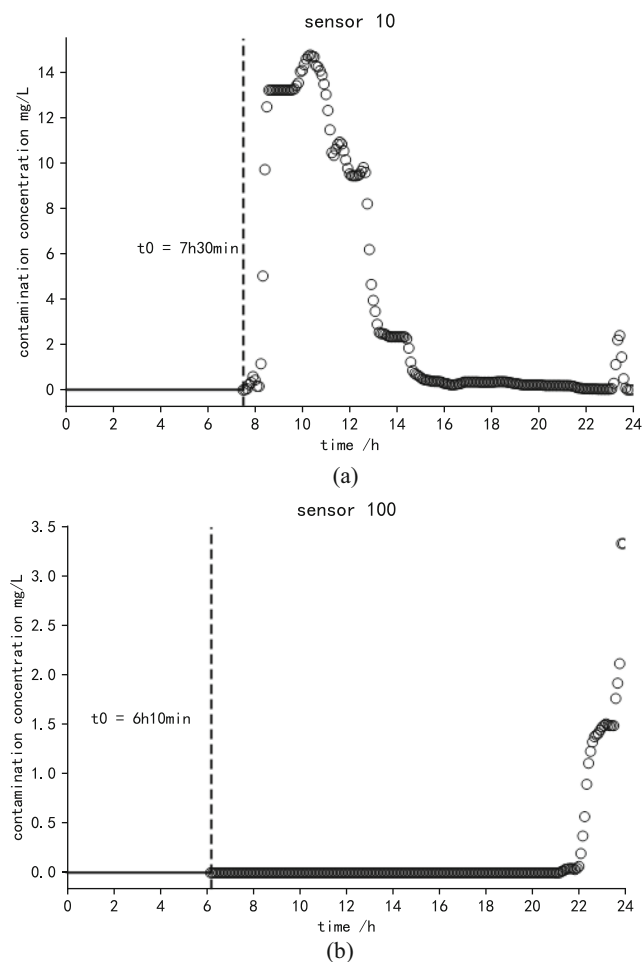 sensor 10
14
12
10
8
6
4
2
0
contamination concentration mg/L
t0 = 7h30min
0 2 4 6 8 10 12 14 16 18 20 22 24
time /h
(a)
sensor 100
3.5
3.0
2.5
2.0
1.5
1.0
0.5
0.0
contamination concentration mg/L
t0 = 6h10min
0 2 4 6 8 10 12 14 16 18 20 22 24
time /h
(b)